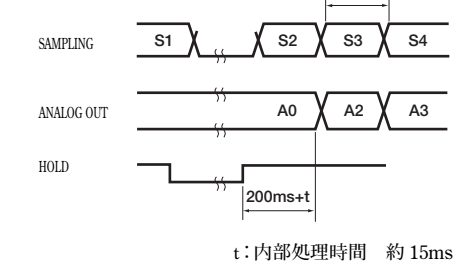 SAMPLING S1 S2 S3 S4
ANALOG OUT A0 A2 A3
HOLD
200ms+t
t：内部処理時間　約 15ms